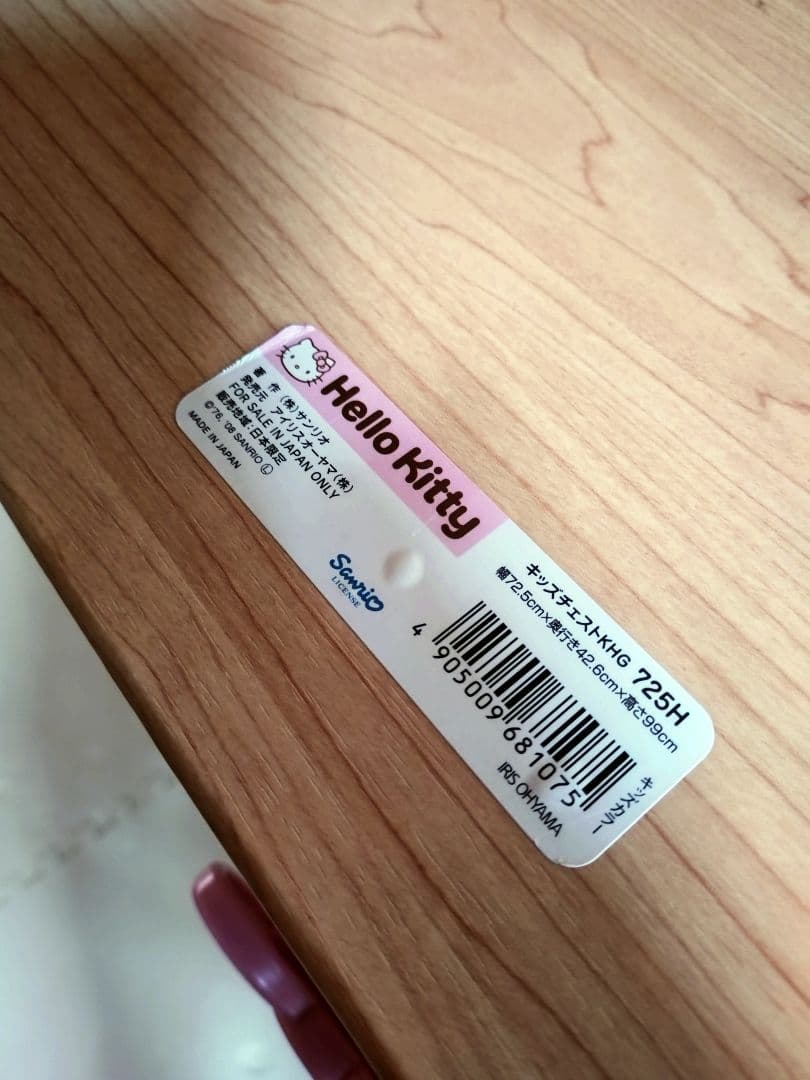 Hello Kitty
著 作 (株)サンリオ
発売元 アイリスオーヤマ(株)
FOR SALE IN JAPAN ONLY
販売地域:日本限定
©'76, '08 SANRIO Ⓛ
MADE IN JAPAN
Sanrio
LICENSE
キッズチェストKHG 725H
幅72.5cm×奥行き42.6cm×高さ99cm
4 905009 681075
キッズカラー
IRIS OHYAMA